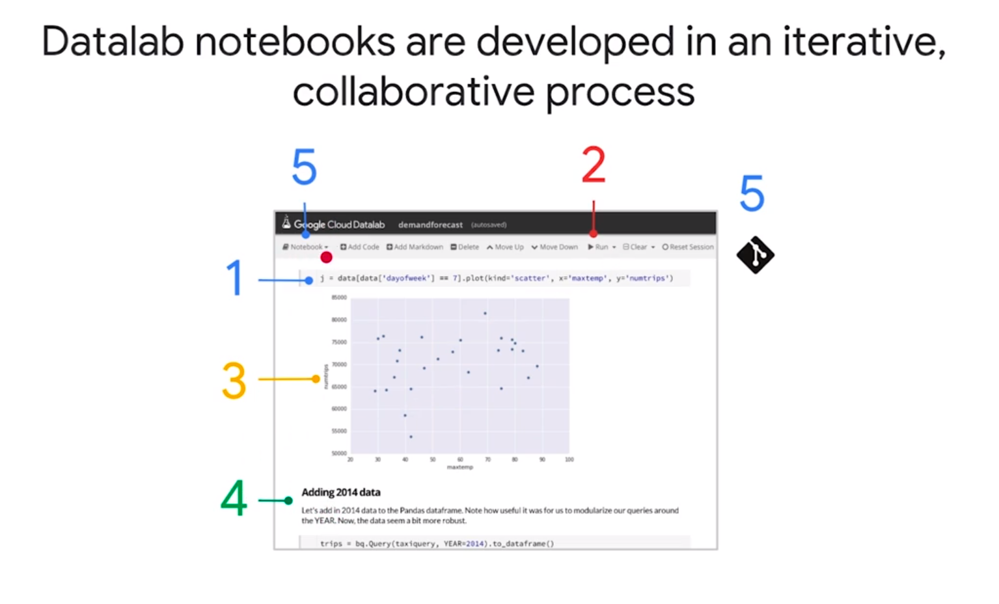 Datalab notebooks are developed in an iterative,
collaborative process
5
2
5
Google Cloud Datalab demandforecast (autosaved)
Notebook Add Code Add Markdown Delete Move Up Move Down Run Clear Reset Session
1
j = data[data['dayofweek'] == 7].plot(kind='scatter', x='maxtemp', y='numtrips')
85000
80000
75000
70000
65000
60000
55000
50000
numtrips
3
20 30 40 50 60 70 80 90 100
maxtemp
4
Adding 2014 data
Let's add in 2014 data to the Pandas dataframe. Note how useful it was for us to modularize our queries around
the YEAR. Now, the data seem a bit more robust.
trips = bq.Query(taxiquery, YEAR=2014).to_dataframe()